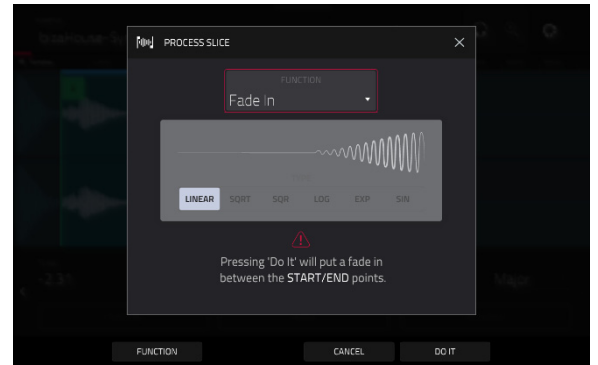 PROCESS SLICE
FUNCTION
Fade In
LINEAR SQRT SQR LOG EXP SIN
Pressing 'Do It' will put a fade in
between the START/END points.
Major
FUNCTION CANCEL DO IT